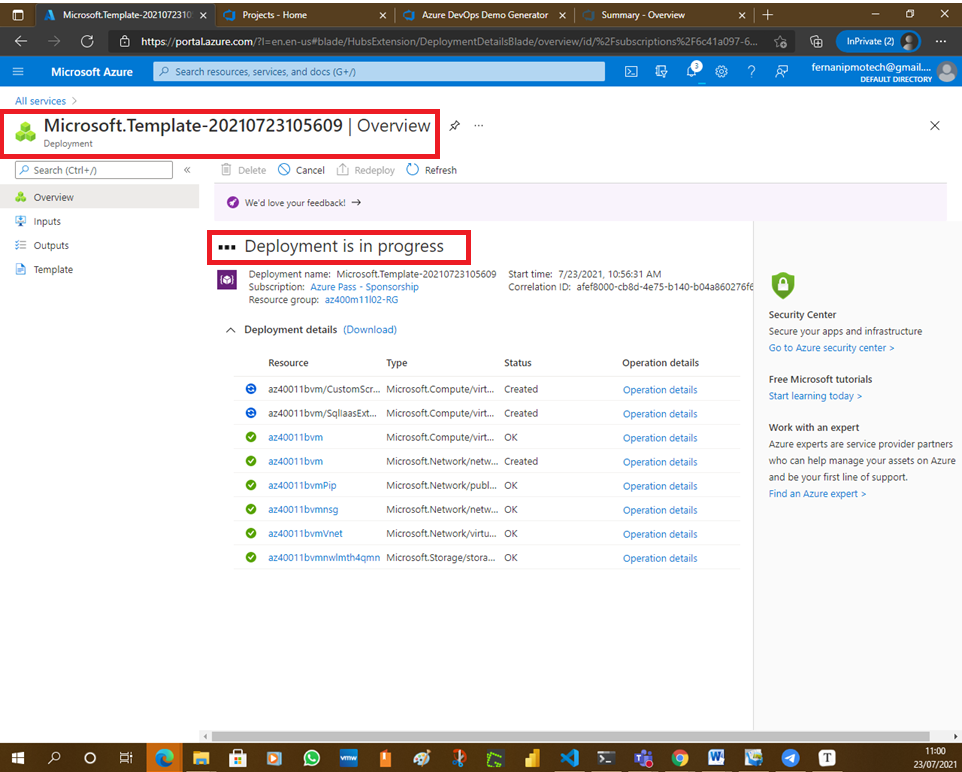 Microsoft.Template-2021072310
Projects - Home
Azure DevOps Demo Generator
Summary - Overview
https://portal.azure.com/?l=en.en-us#blade/HubsExtension/DeploymentDetailsBlade/overview/id/%2Fsubscriptions%2F6c41a097-6...
InPrivate (2)
Microsoft Azure
Search resources, services, and docs (G+/)
3
fernanipmotech@gmail....
DEFAULT DIRECTORY
All services
Microsoft.Template-20210723105609 | Overview
Deployment
Search (Ctrl+/)
Delete
Cancel
Redeploy
Refresh
Overview
Inputs
Outputs
Template
We'd love your feedback! →
Deployment is in progress
Deployment name: Microsoft.Template-20210723105609
Subscription: Azure Pass - Sponsorship
Resource group: az400m11l02-RG
Start time: 7/23/2021, 10:56:31 AM
Correlation ID: afef8000-cb8d-4e75-b140-b04a860276f6
Deployment details (Download)
Resource Type Status Operation details
az40011bvm/CustomScr... Microsoft.Compute/virt... Created Operation details
az40011bvm/SqlIaasExt... Microsoft.Compute/virt... Created Operation details
az40011bvm Microsoft.Compute/virt... OK Operation details
az40011bvm Microsoft.Network/netw... Created Operation details
az40011bvmPip Microsoft.Network/publ... OK Operation details
az40011bvmnsg Microsoft.Network/netw... OK Operation details
az40011bvmVnet Microsoft.Network/virtu... OK Operation details
az40011bvmnwlmth4qmn Microsoft.Storage/stora... OK Operation details
Security Center
Secure your apps and infrastructure
Go to Azure security center >
Free Microsoft tutorials
Start learning today >
Work with an expert
Azure experts are service provider partners
who can help manage your assets on Azure
and be your first line of support.
Find an Azure expert >
vmw
11:00
23/07/2021